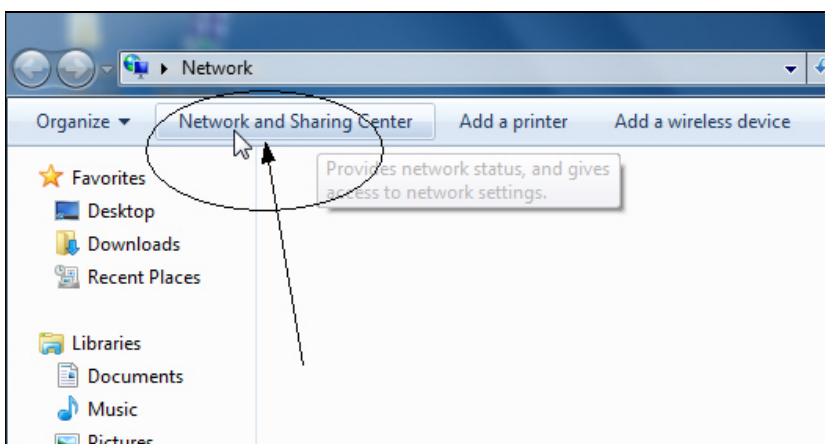 Network
Organize Network and Sharing Center Add a printer Add a wireless device
Provides network status, and gives
access to network settings.
Favorites
Desktop
Downloads
Recent Places
Libraries
Documents
Music
Pictures